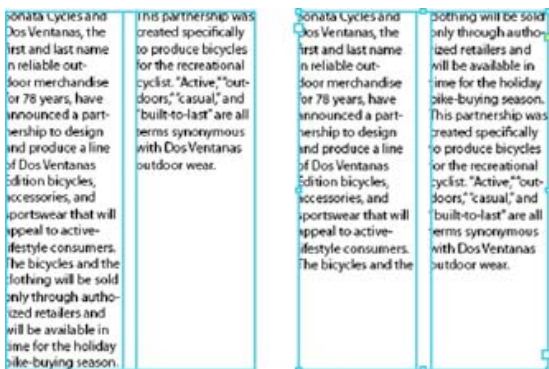 Sonata Cycles and
Dos Ventanas, the
first and last name
in reliable out-
door merchandise
for 78 years, have
announced a part-
nership to design
and produce a line
of Dos Ventanas
Edition bicycles,
accessories, and
sportswear that will
appeal to active-
lifestyle consumers.
The bicycles and the
clothing will be sold
only through autho-
rized retailers and
will be available in
time for the holiday
bike-buying season.
This partnership was
created specifically
to produce bicycles
for the recreational
cyclist. "Active," "out-
doors," "casual," and
"built-to-last" are all
terms synonymous
with Dos Ventanas
outdoor wear.
Sonata Cycles and
Dos Ventanas, the
first and last name
in reliable out-
door merchandise
for 78 years, have
announced a part-
nership to design
and produce a line
of Dos Ventanas
Edition bicycles,
accessories, and
sportswear that will
appeal to active-
lifestyle consumers.
The bicycles and the
clothing will be sold
only through autho-
rized retailers and
will be available in
time for the holiday
bike-buying season.
This partnership was
created specifically
to produce bicycles
for the recreational
cyclist. "Active," "out-
doors," "casual," and
"built-to-last" are all
terms synonymous
with Dos Ventanas
outdoor wear.